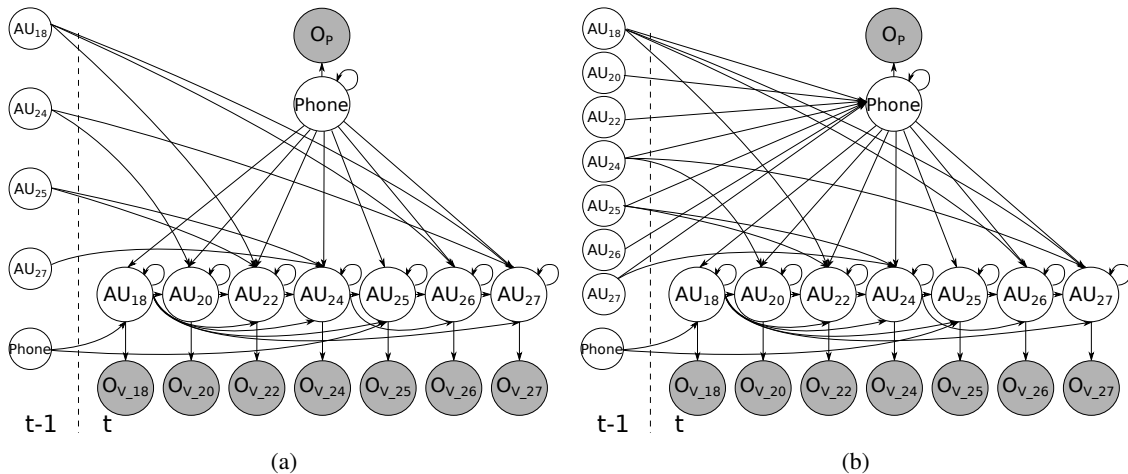 AU18
AU24
AU25
AU27
Phone
OP
Phone
AU18 AU20 AU22 AU24 AU25 AU26 AU27
OV_18 OV_20 OV_22 OV_24 OV_25 OV_26 OV_27
t-1 t
(a)
AU18
AU20
AU22
AU24
AU25
AU26
AU27
Phone
OP
Phone
AU18 AU20 AU22 AU24 AU25 AU26 AU27
OV_18 OV_20 OV_22 OV_24 OV_25 OV_26 OV_27
t-1 t
(b)